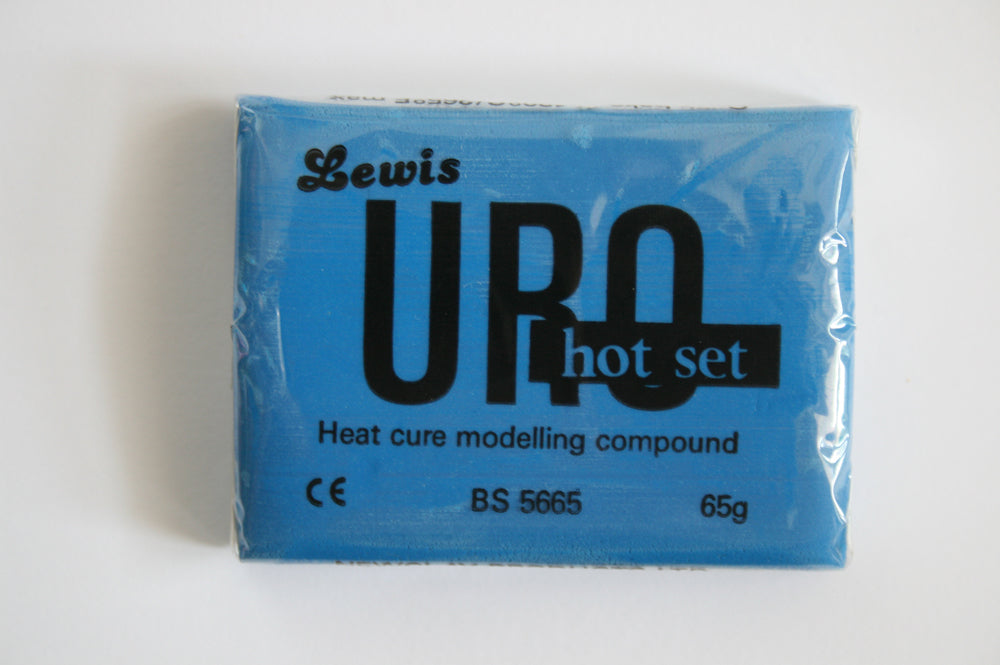 Lewis
URO
hot set
Heat cure modelling compound
CE BS 5665 65g